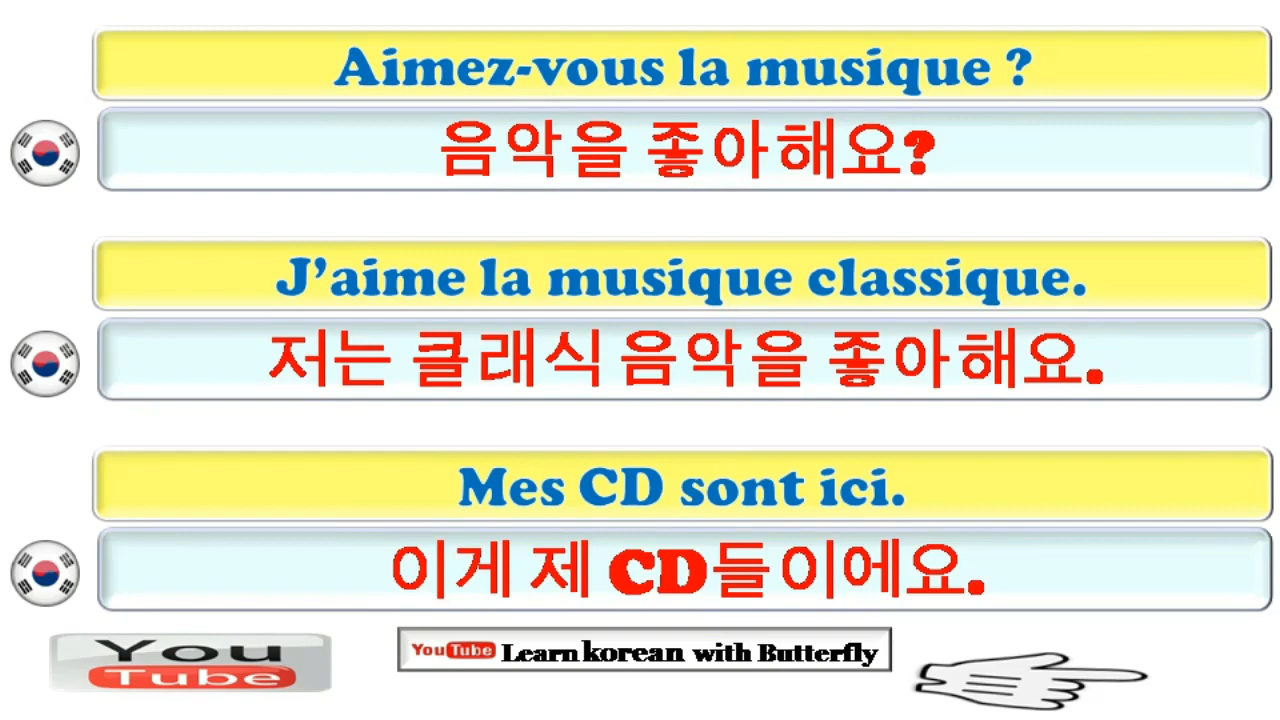 Aimez-vous la musique ?
음악을 좋아해요?
J’aime la musique classique.
저는 클래식 음악을 좋아해요.
Mes CD sont ici.
이게 제 CD들이에요.
You
Tube
YouTube Learn korean with Butterfly